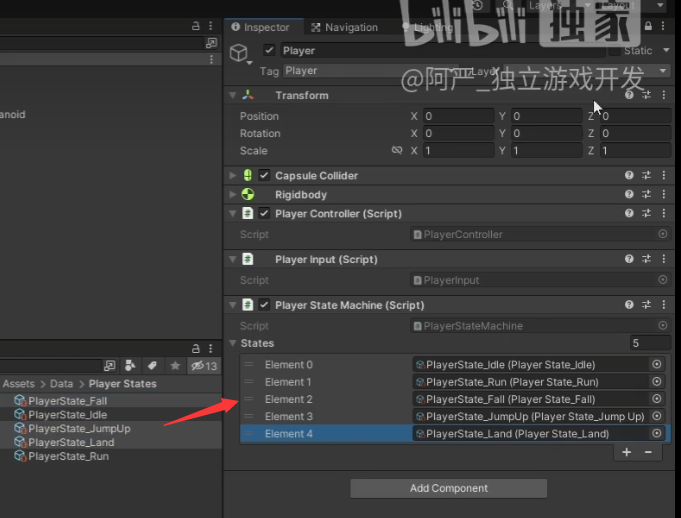 Layers
Layout
Inspector
Navigation
Lighting
bilibili 独家
Player
Static
Tag Player
Layer
@阿严_独立游戏开发
Transform
Position X 0 Y 0 Z 0
Rotation X 0 Y 0 Z 0
Scale X 1 Y 1 Z 1
Capsule Collider
Rigidbody
Player Controller (Script)
Script PlayerController
Player Input (Script)
Script PlayerInput
Player State Machine (Script)
Script PlayerStateMachine
States 5
Element 0 PlayerState_Idle (Player State_Idle)
Element 1 PlayerState_Run (Player State_Run)
Element 2 PlayerState_Fall (Player State_Fall)
Element 3 PlayerState_JumpUp (Player State_Jump Up)
Element 4 PlayerState_Land (Player State_Land)
+ −
Add Component
anoid
13
Assets > Data > Player States
PlayerState_Fall
PlayerState_Idle
PlayerState_JumpUp
PlayerState_Land
PlayerState_Run